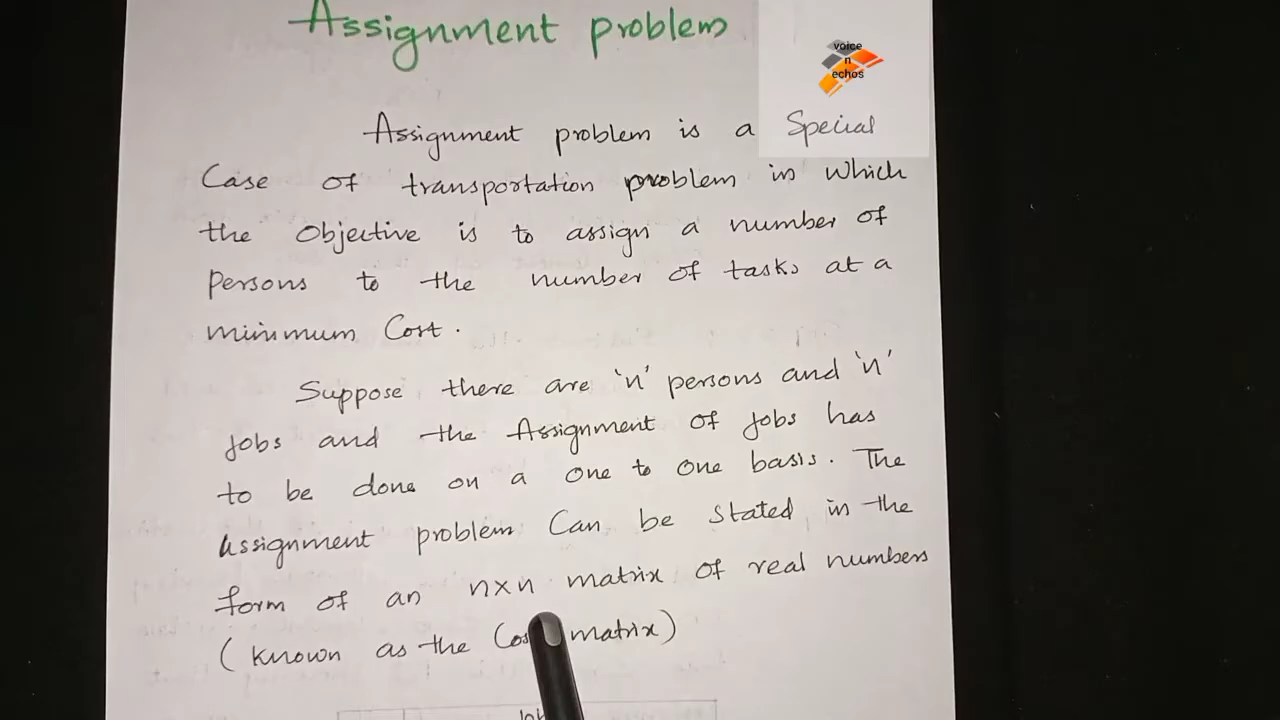 Assignment problem
voice
n
echos
Assignment problem is a Special
Case of transportation problem in which
the Objective is to assign a number of
persons to the number of tasks at a
minimum Cost.
Suppose there are 'n' persons and 'n'
jobs and the Assignment of jobs has
to be done on a one to one basis. The
assignment problem Can be stated in the
form of an n×n matrix of real numbers
(known as the matrix)